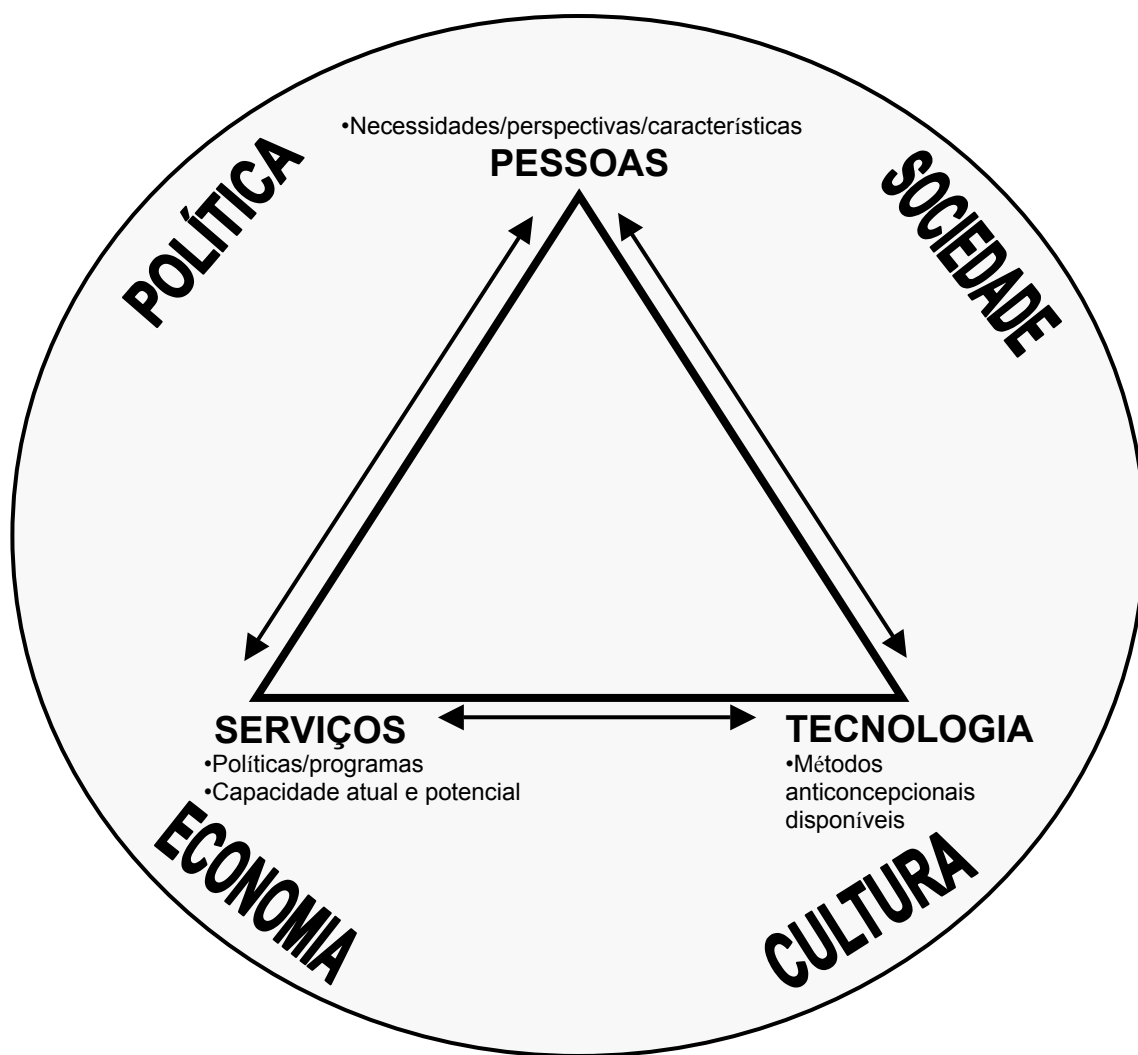 •Necessidades/perspectivas/características
PESSOAS
POLÍTICA
SOCIEDADE
SERVIÇOS
•Políticas/programas
•Capacidade atual e potencial
TECNOLOGIA
•Métodos
anticoncepcionais
disponíveis
ECONOMIA
CULTURA